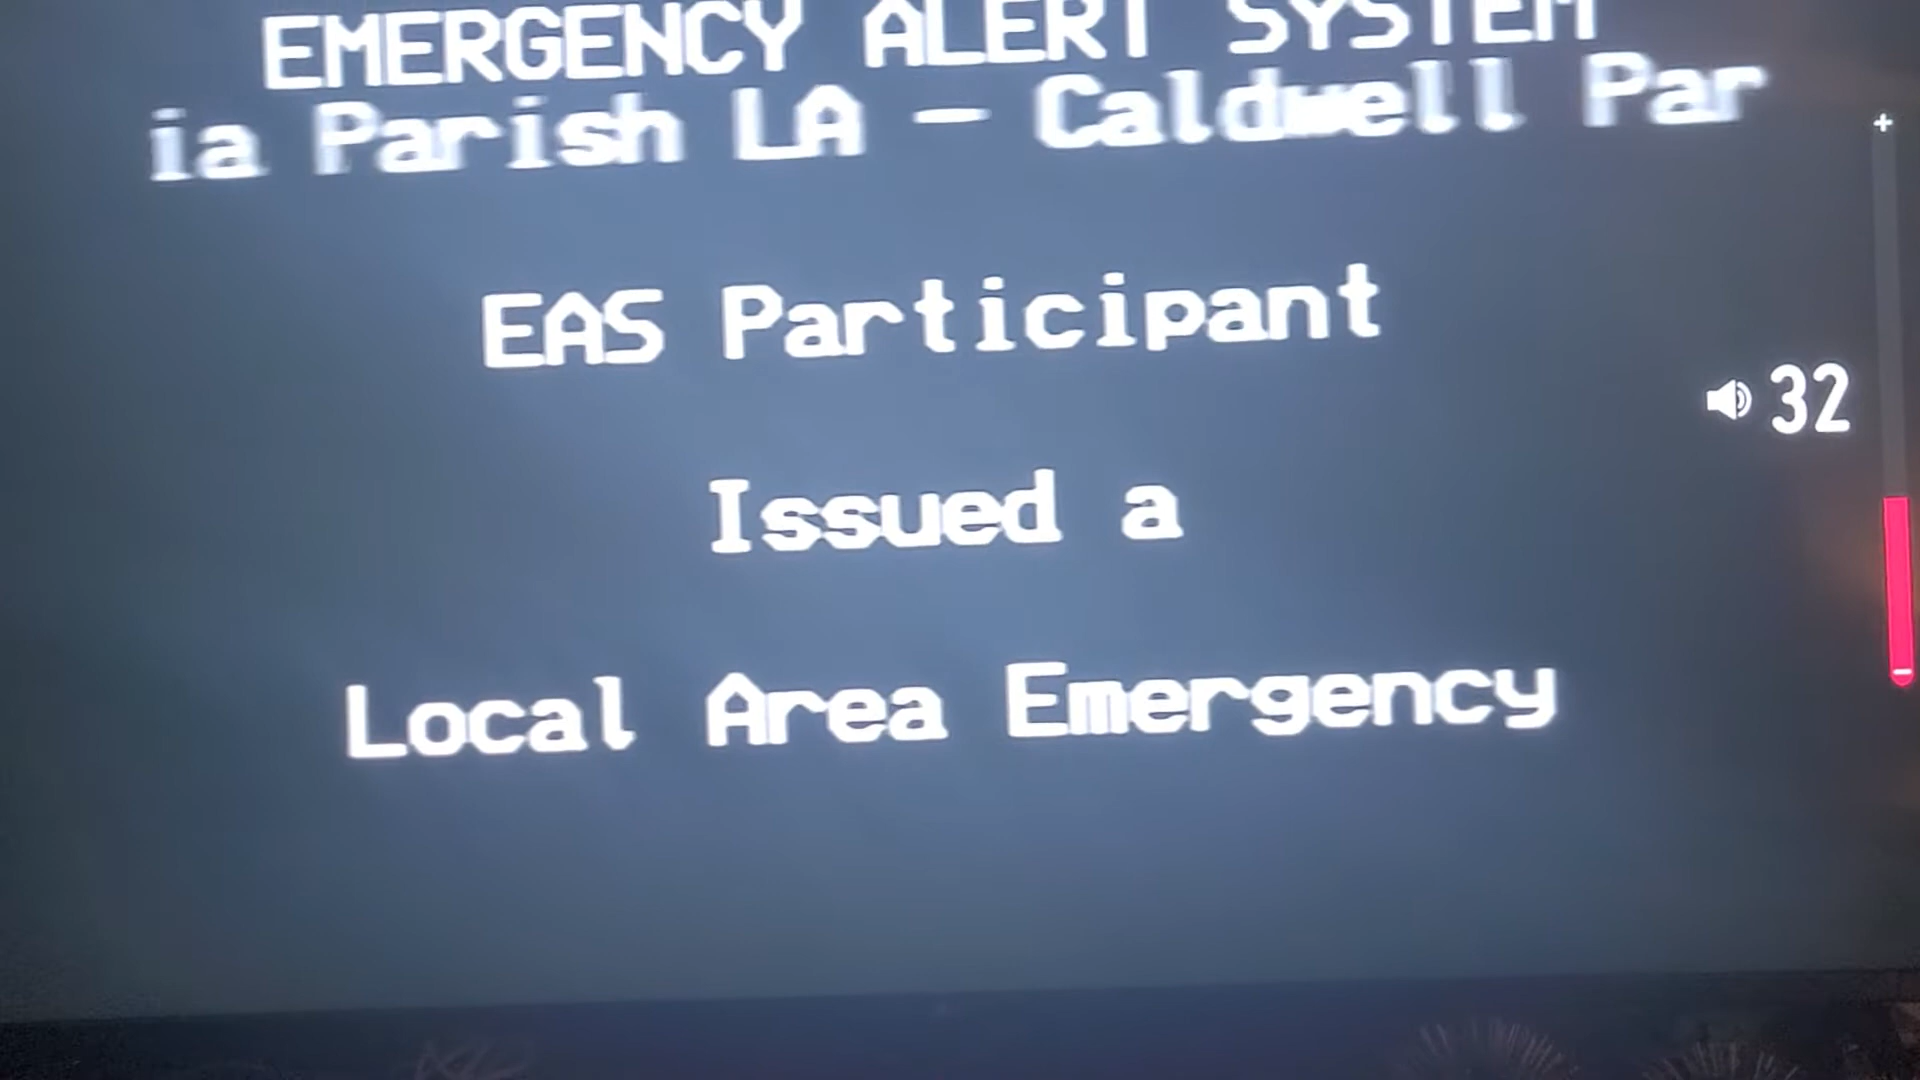 EMERGENCY ALERT SYSTEM
ia Parish LA - Caldwell Par
EAS Participant
32
Issued a
Local Area Emergency